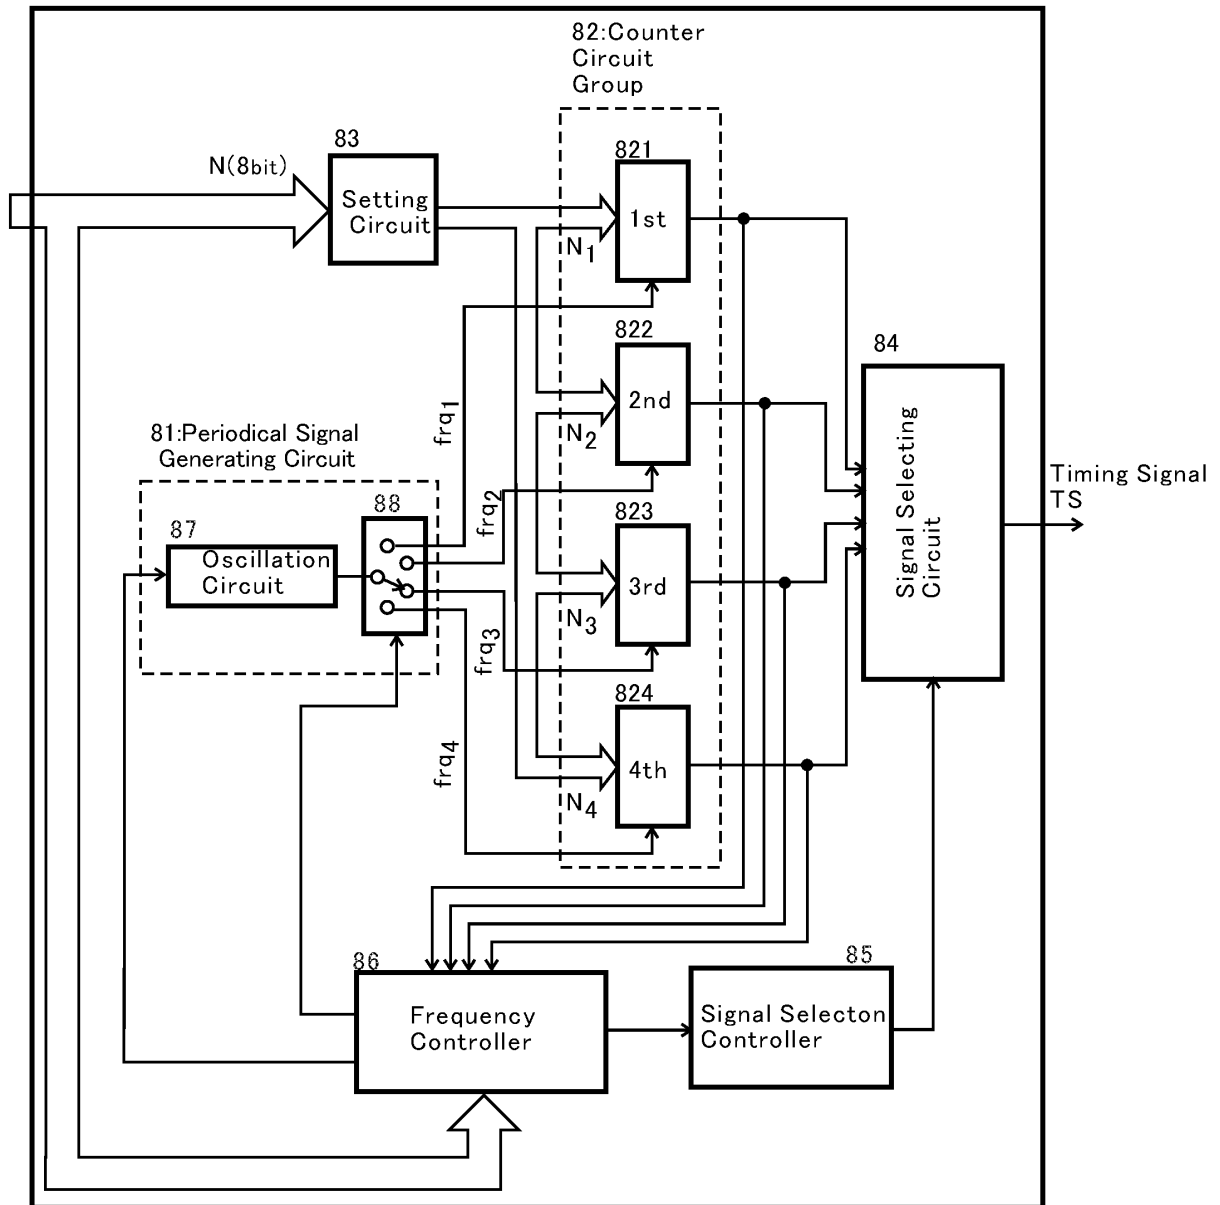 82:Counter
Circuit
Group
83
N(8bit)
Setting
Circuit
821
1st
N1
822
2nd
N2
84
Signal Selecting
Circuit
Timing Signal
TS
81:Periodical Signal
Generating Circuit
frq1
frq2
88
87
Oscillation
Circuit
823
3rd
N3
frq3
824
4th
N4
frq4
86
Frequency
Controller
85
Signal Selecton
Controller